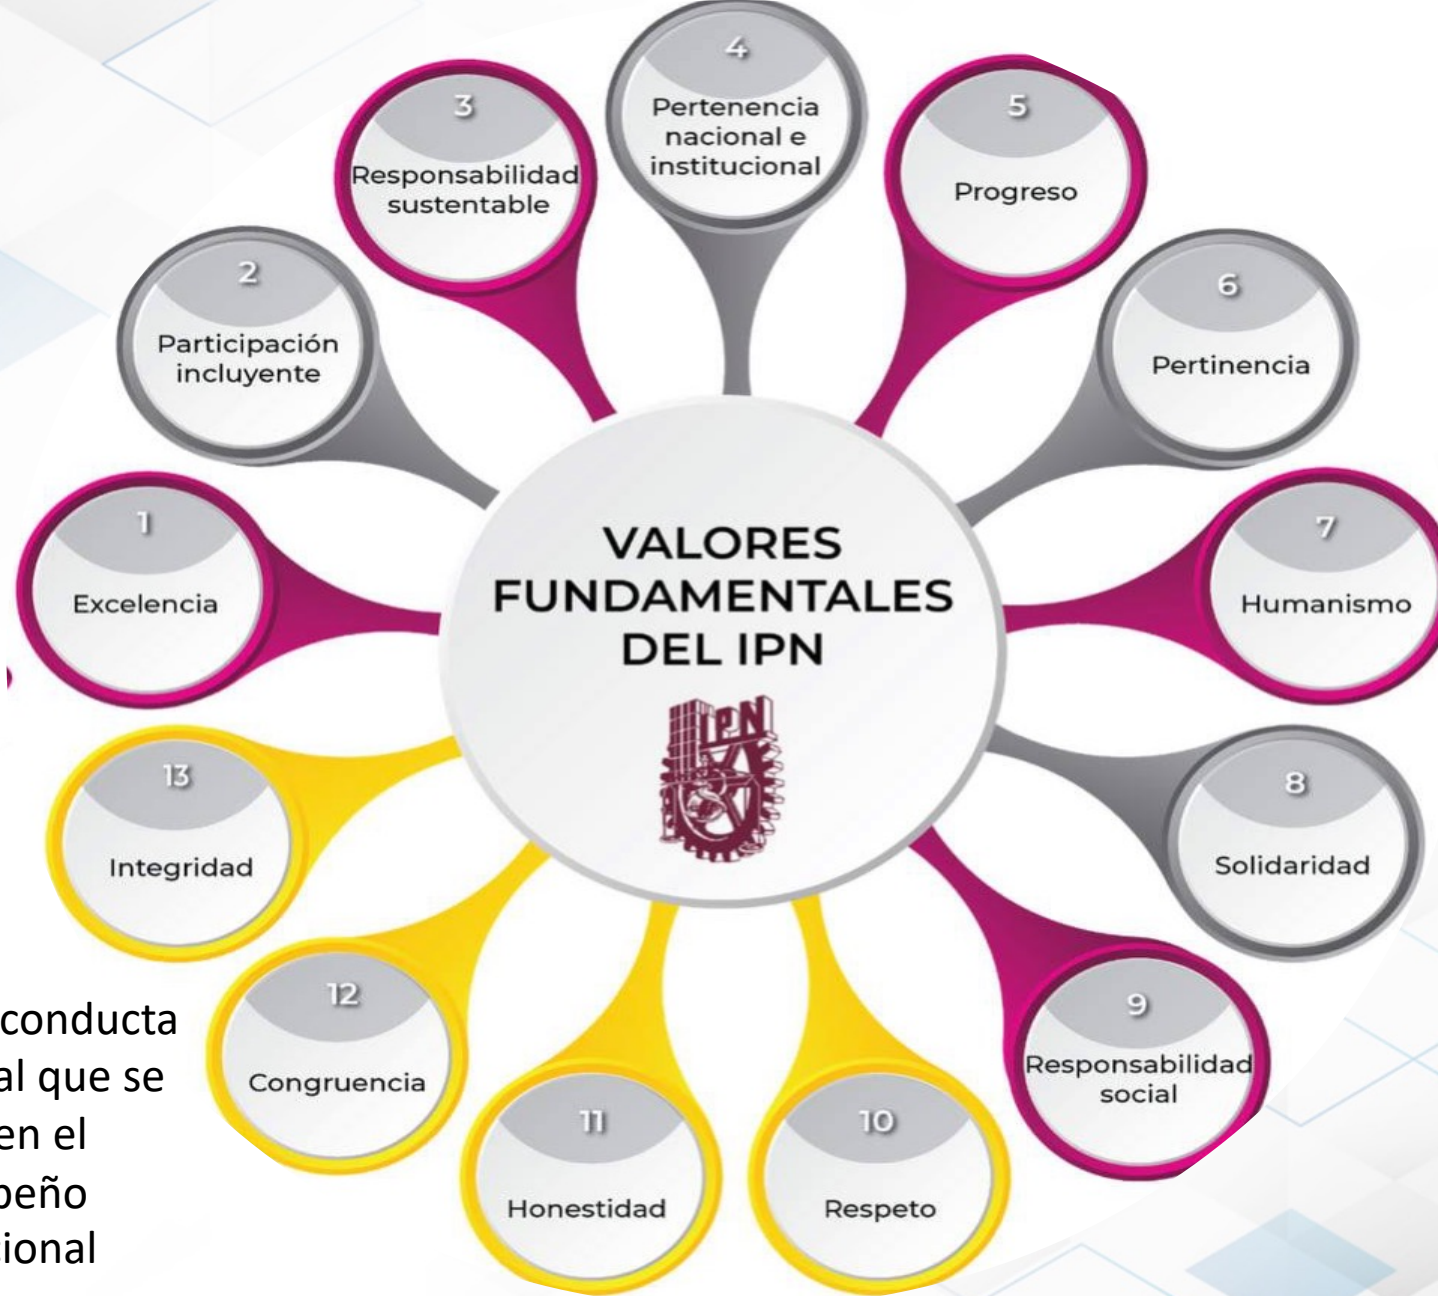 4
Pertenencia
nacional e
institucional
3
Responsabilidad
sustentable
5
Progreso
2
Participación
incluyente
6
Pertinencia
1
Excelencia
7
Humanismo
VALORES
FUNDAMENTALES
DEL IPN
IPN
13
Integridad
8
Solidaridad
12
Congruencia
9
Responsabilidad
social
11
Honestidad
10
Respeto
conducta
al que se
en el
peño
cional